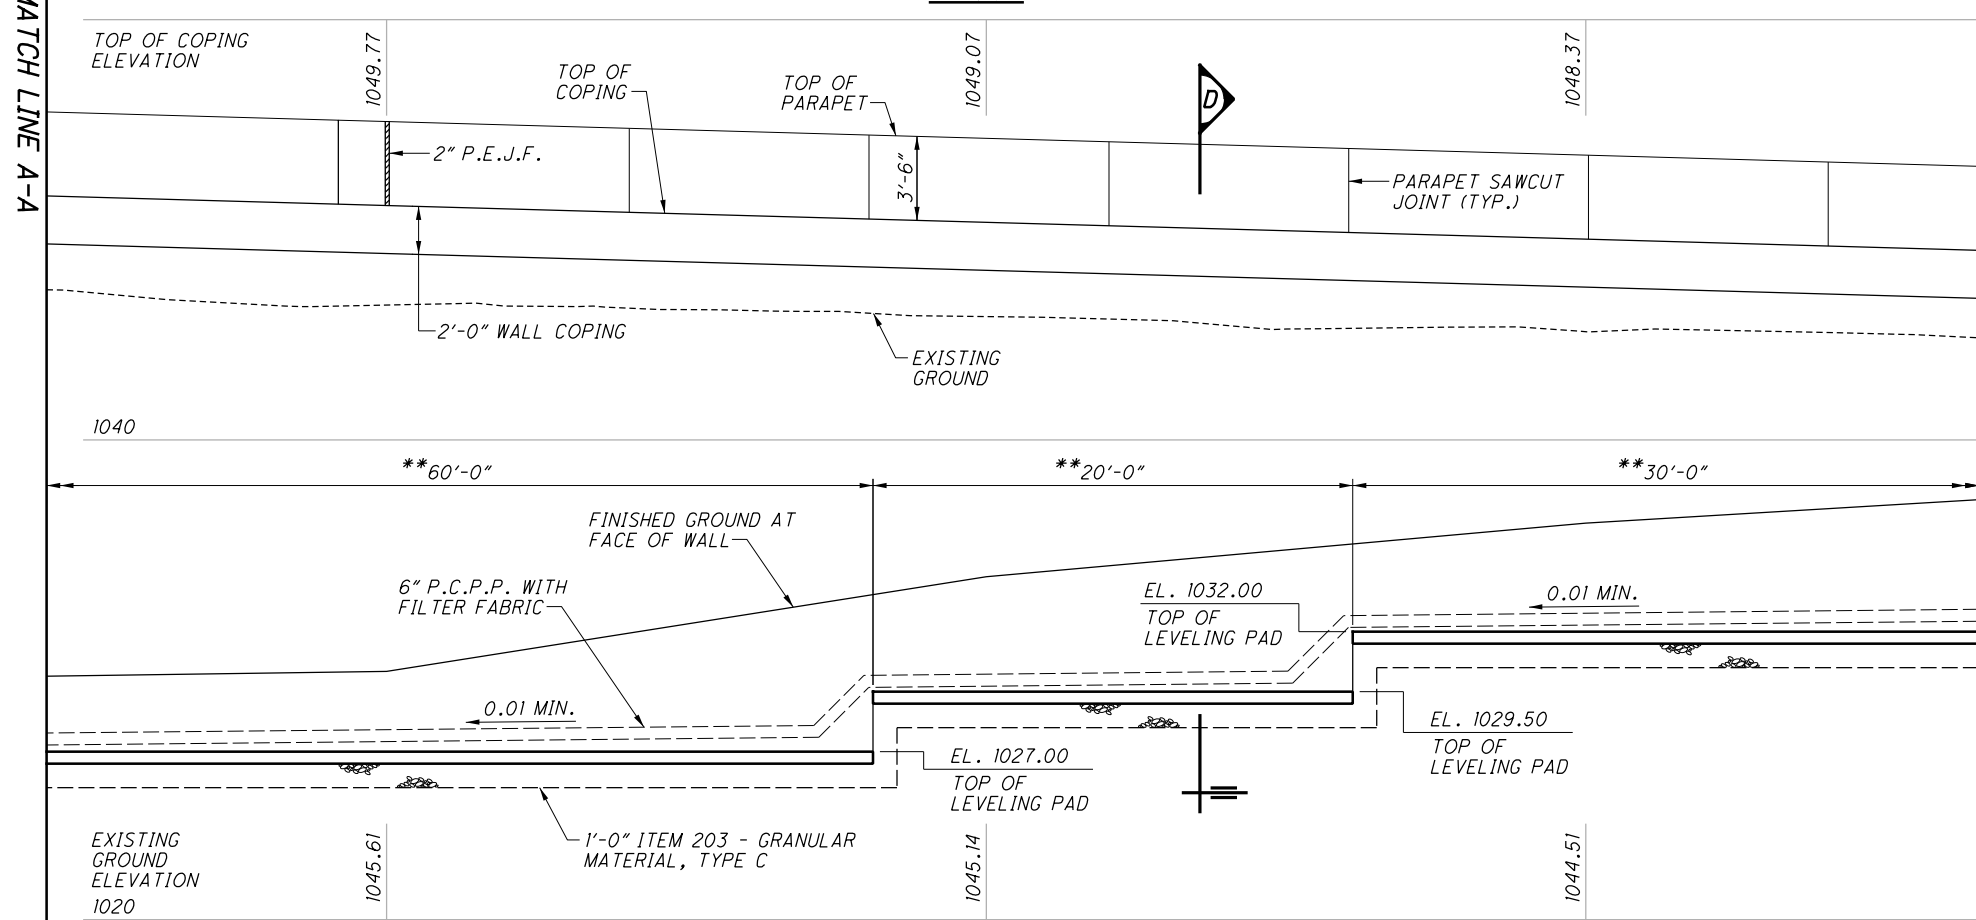 MATCH LINE A-A
TOP OF COPING
ELEVATION
1049.77
1049.07
1048.37
TOP OF
COPING
TOP OF
PARAPET
D
2" P.E.J.F.
3'-6"
PARAPET SAWCUT
JOINT (TYP.)
2'-0" WALL COPING
EXISTING
GROUND
1040
**60'-0"
**20'-0"
**30'-0"
FINISHED GROUND AT
FACE OF WALL
6" P.C.P.P. WITH
FILTER FABRIC
EL. 1032.00
TOP OF
LEVELING PAD
0.01 MIN.
0.01 MIN.
EL. 1029.50
TOP OF
LEVELING PAD
EL. 1027.00
TOP OF
LEVELING PAD
1'-0" ITEM 203 - GRANULAR
MATERIAL, TYPE C
EXISTING
GROUND
ELEVATION
1045.61
1045.14
1044.51
1020